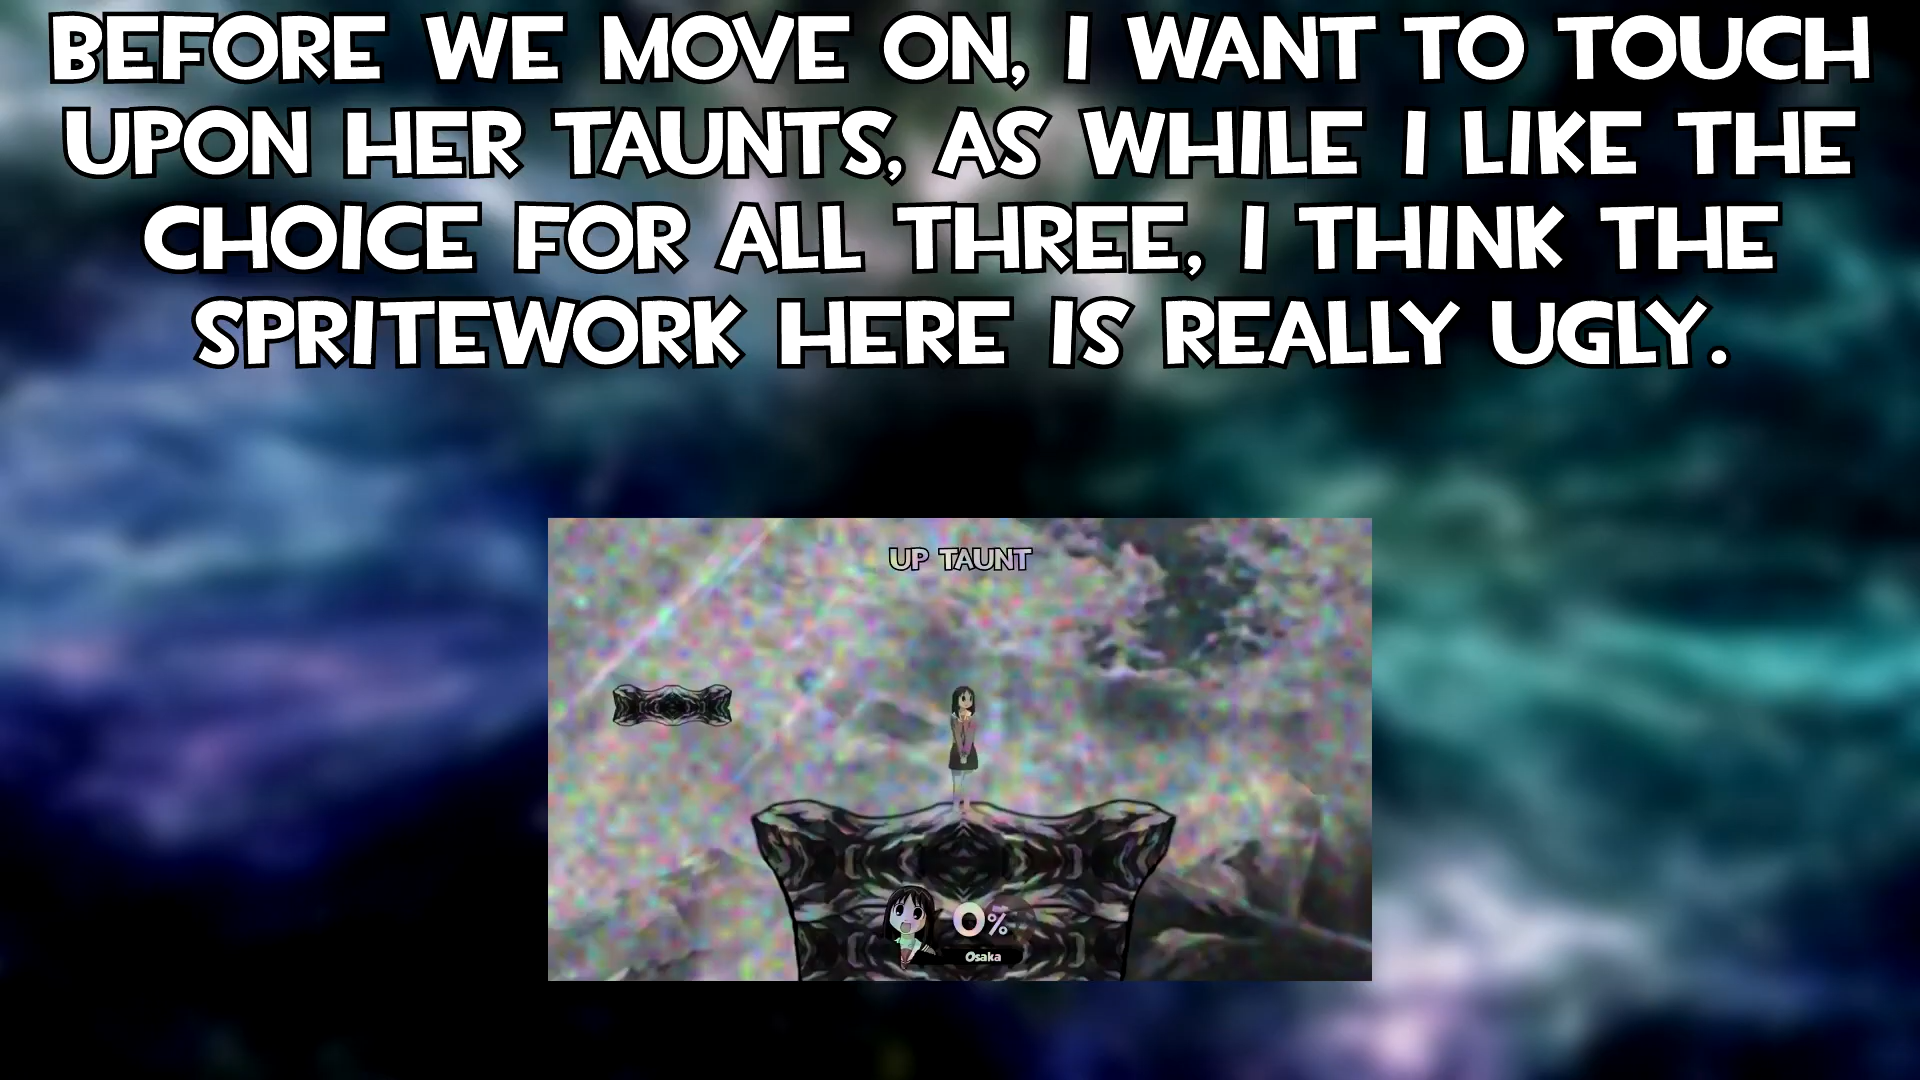 BEFORE WE MOVE ON, I WANT TO TOUCH
UPON HER TAUNTS, AS WHILE I LIKE THE
CHOICE FOR ALL THREE, I THINK THE
SPRITEWORK HERE IS REALLY UGLY.
UP TAUNT
0%
Osaka